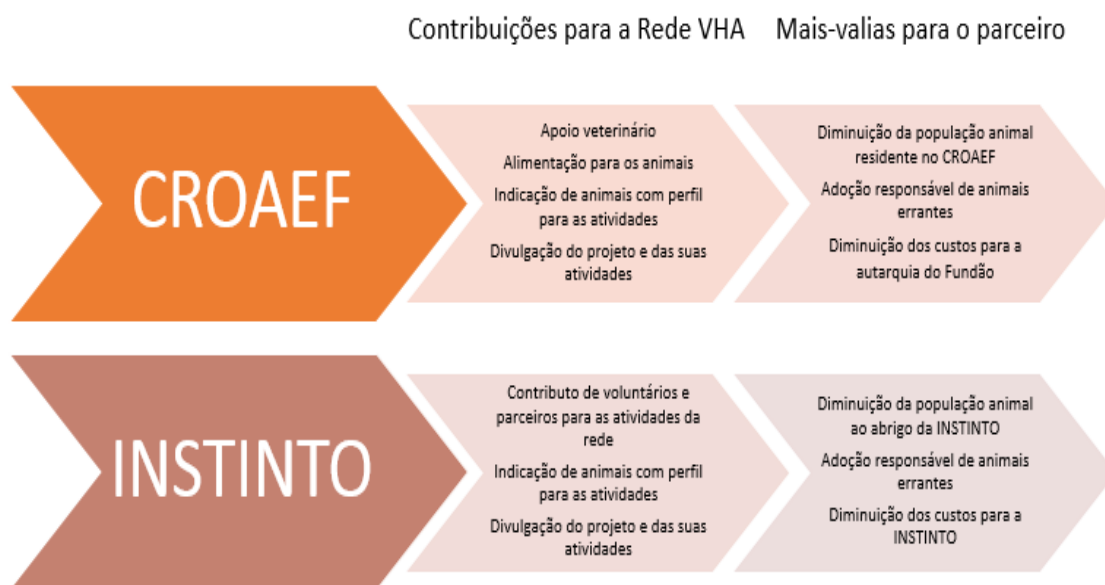 Contribuições para a Rede VHA
Mais-valias para o parceiro
CROAEF
Apoio veterinário
Alimentação para os animais
Indicação de animais com perfil
para as atividades
Divulgação do projeto e das suas
atividades
Diminuição da população animal
residente no CROAEF
Adoção responsável de animais
errantes
Diminuição dos custos para a
autarquia do Fundão
INSTINTO
Contributo de voluntários e
parceiros para as atividades da
rede
Indicação de animais com perfil
para as atividades
Divulgação do projeto e das suas
atividades
Diminuição da população animal
ao abrigo da INSTINTO
Adoção responsável de animais
errantes
Diminuição dos custos para a
INSTINTO